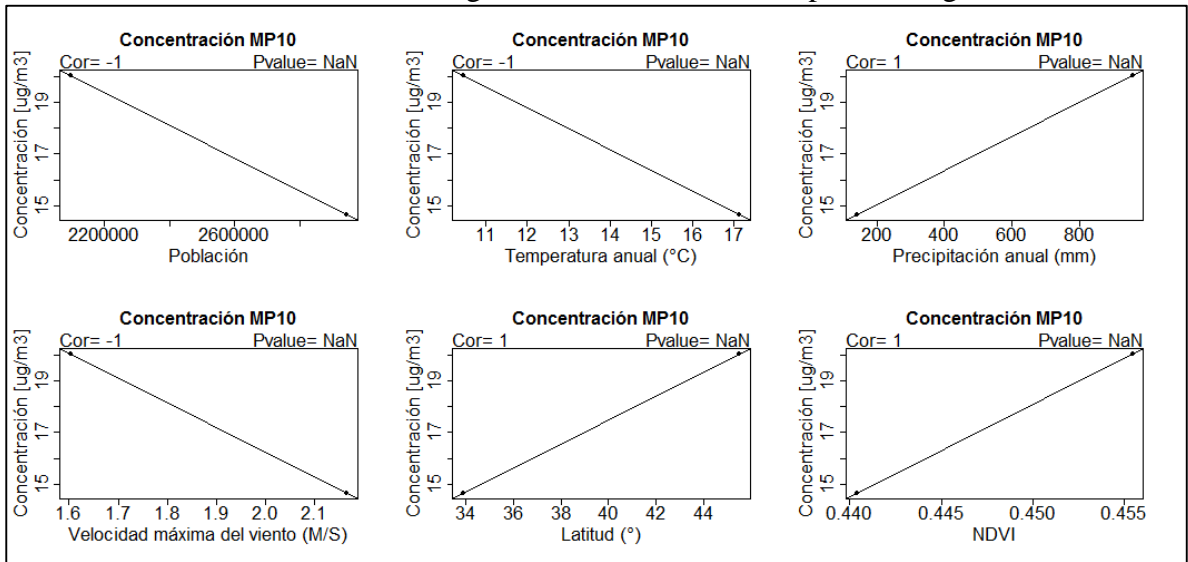 Concentración MP10
Cor= -1 Pvalue= NaN
Concentración [ug/m3]
19
17
15
2200000 2600000
Población
Concentración MP10
Cor= -1 Pvalue= NaN
Concentración [ug/m3]
19
17
15
11 12 13 14 15 16 17
Temperatura anual (°C)
Concentración MP10
Cor= 1 Pvalue= NaN
Concentración [ug/m3]
19
17
15
200 400 600 800
Precipitación anual (mm)
Concentración MP10
Cor= -1 Pvalue= NaN
Concentración [ug/m3]
19
17
15
1.6 1.7 1.8 1.9 2.0 2.1
Velocidad máxima del viento (M/S)
Concentración MP10
Cor= 1 Pvalue= NaN
Concentración [ug/m3]
19
17
15
34 36 38 40 42 44
Latitud (°)
Concentración MP10
Cor= 1 Pvalue= NaN
Concentración [ug/m3]
19
17
15
0.440 0.445 0.450 0.455
NDVI